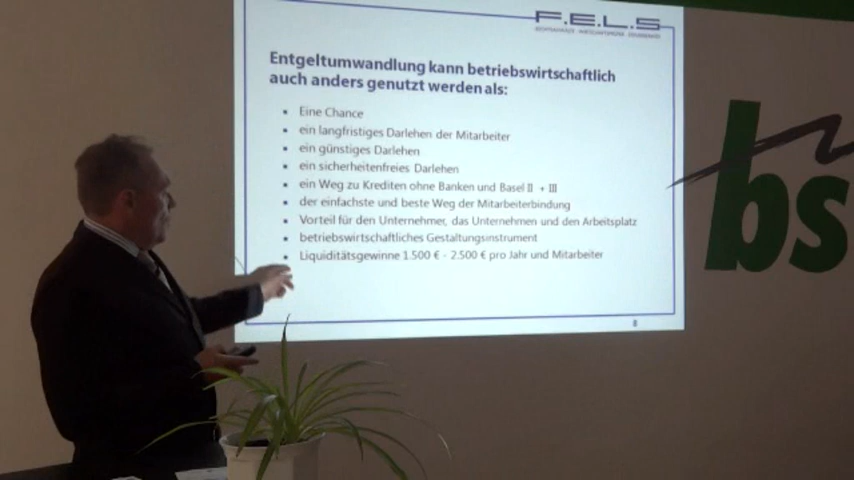 F.E.L.S
Entgeltumwandlung kann betriebswirtschaftlich
auch anders genutzt werden als:
▪ Eine Chance
▪ ein langfristiges Darlehen der Mitarbeiter
▪ ein günstiges Darlehen
▪ ein sicherheitenfreies Darlehen
▪ ein Weg zu Krediten ohne Banken und Basel II + III
▪ der einfachste und beste Weg der Mitarbeiterbindung
▪ Vorteil für den Unternehmer, das Unternehmen und den Arbeitsplatz
▪ betriebswirtschaftliches Gestaltungsinstrument
▪ Liquiditätsgewinne 1.500 € - 2.500 € pro Jahr und Mitarbeiter
8
bs